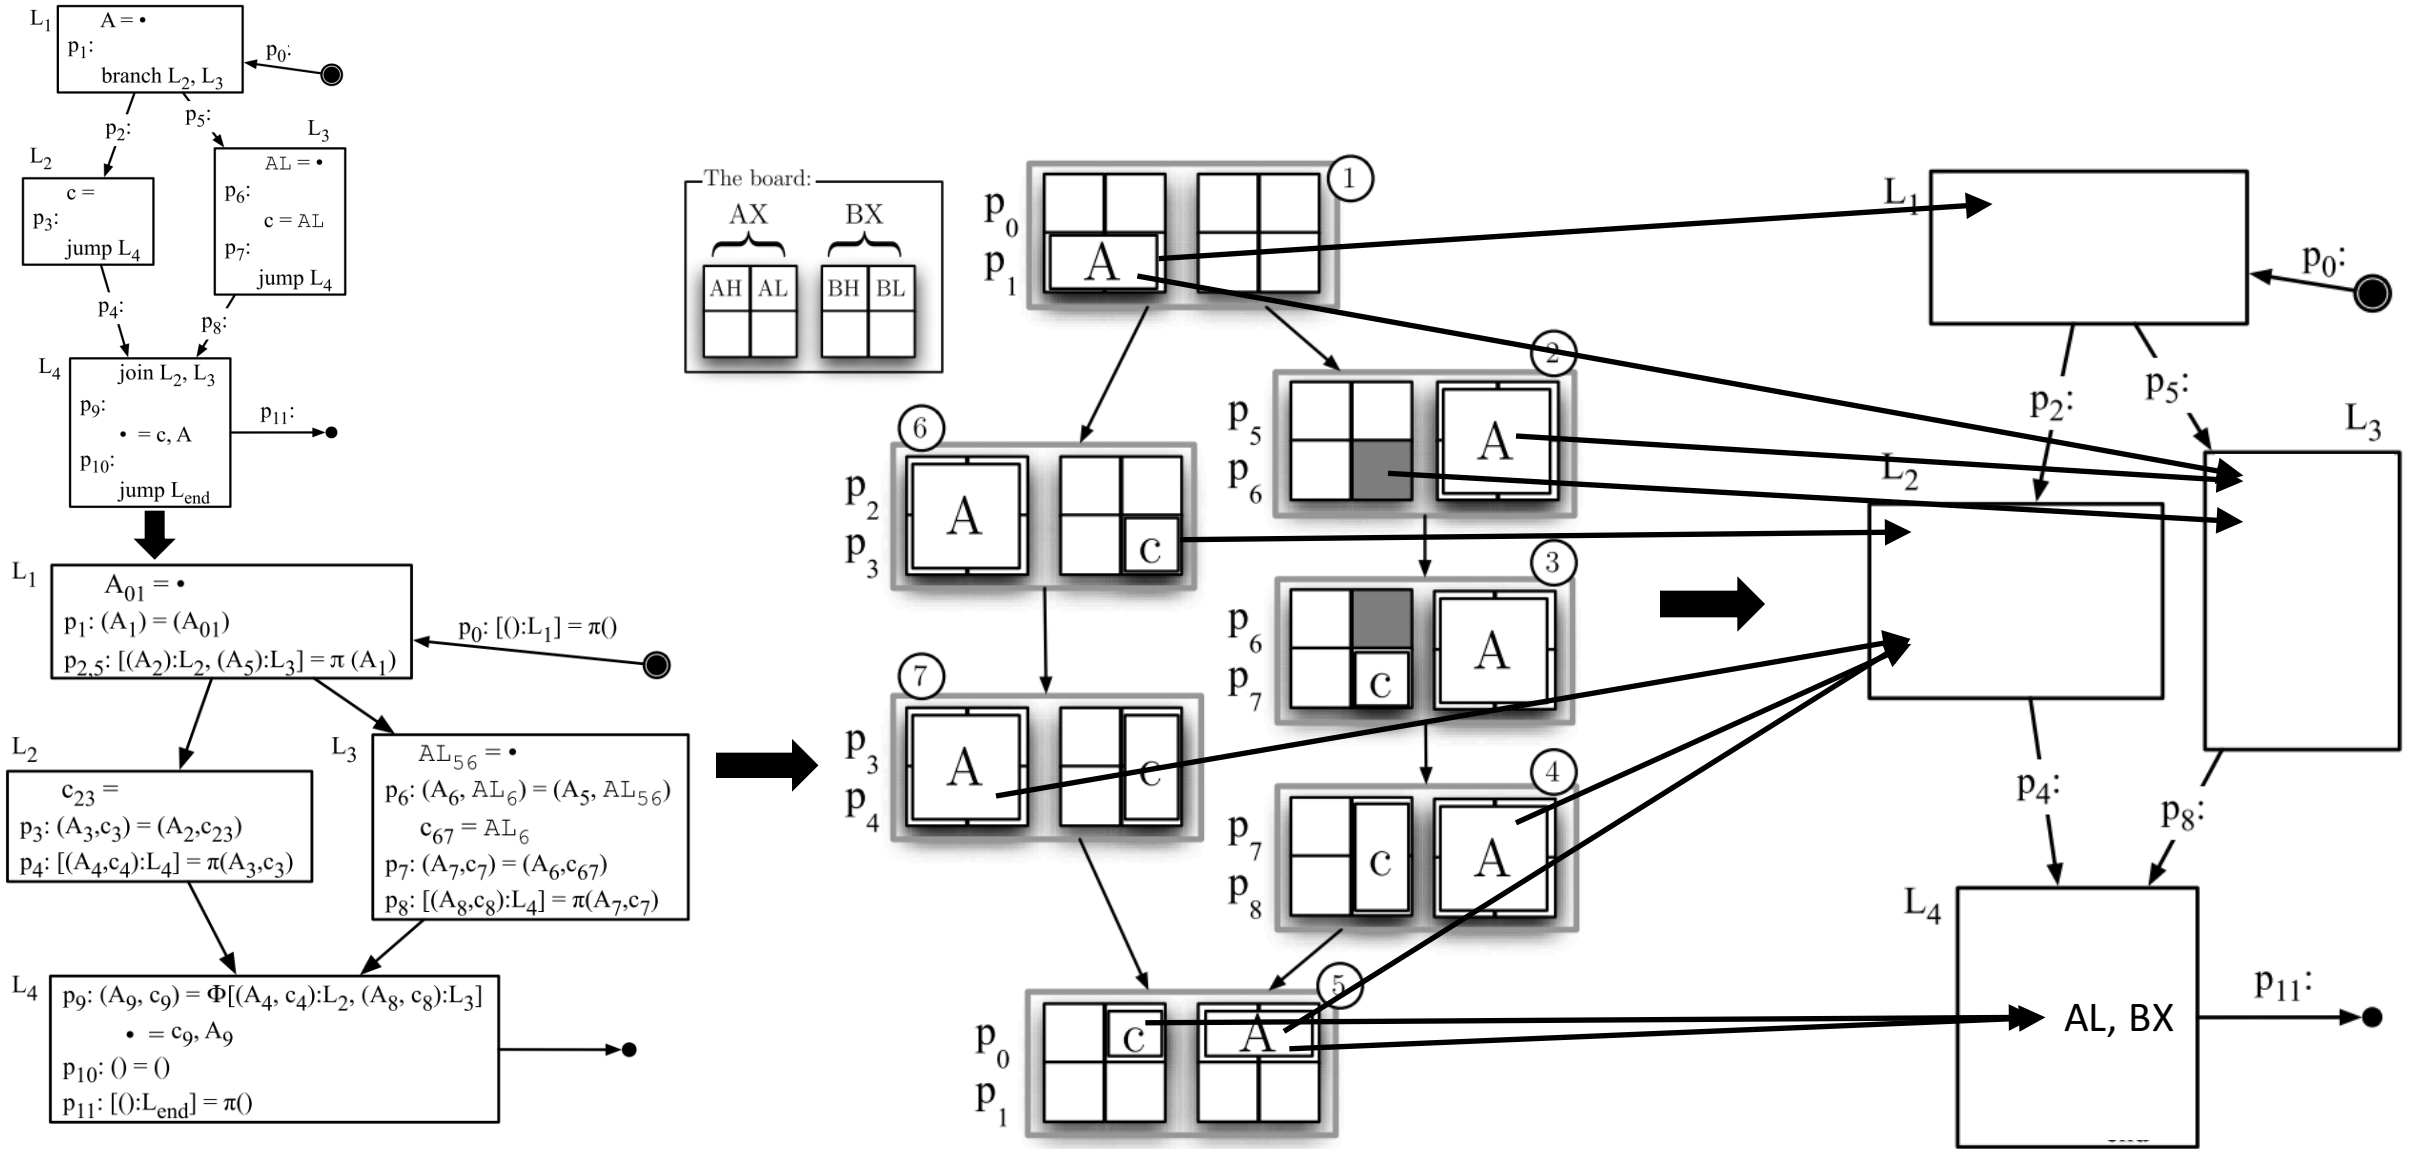 L1
A = •
p1:
branch L2, L3
p0:
p2:
p5:
L2
c =
p3:
jump L4
L3
AL = •
p6:
c = AL
p7:
jump L4
p4:
p8:
L4
join L2, L3
p9:
• = c, A
p10:
jump Lend
p11:
L1
A01 = •
p1: (A1) = (A01)
p2,5: [(A2):L2, (A5):L3] = π (A1)
p0: [():L1] = π()
L2
c23 =
p3: (A3,c3) = (A2,c23)
p4: [(A4,c4):L4] = π(A3,c3)
L3
AL56 = •
p6: (A6, AL6) = (A5, AL56)
c67 = AL6
p7: (A7,c7) = (A6,c67)
p8: [(A8,c8):L4] = π(A7,c7)
L4
p9: (A9, c9) = Φ[(A4, c4):L2, (A8, c8):L3]
• = c9, A9
p10: () = ()
p11: [():Lend] = π()
The board:
AX BX
AH AL BH BL
1
p0
p1 A
2
p5
p6
A
6
p2
p3
A
c
3
p6
p7
c
A
7
p3
p4
A
c
4
p7
p8
c
A
5
p0
p1
c
A
L1
p0:
p2:
p5:
L2
L3
p4:
p8:
L4
AL, BX
p11: